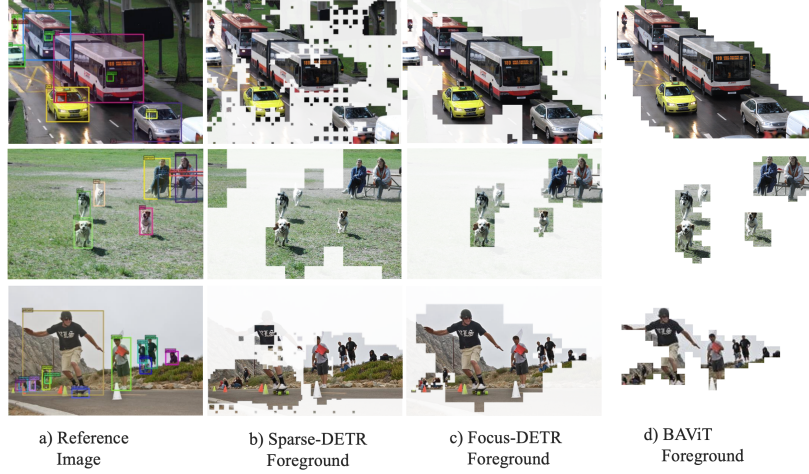 a) Reference
Image
b) Sparse-DETR
Foreground
c) Focus-DETR
Foreground
d) BAViT
Foreground